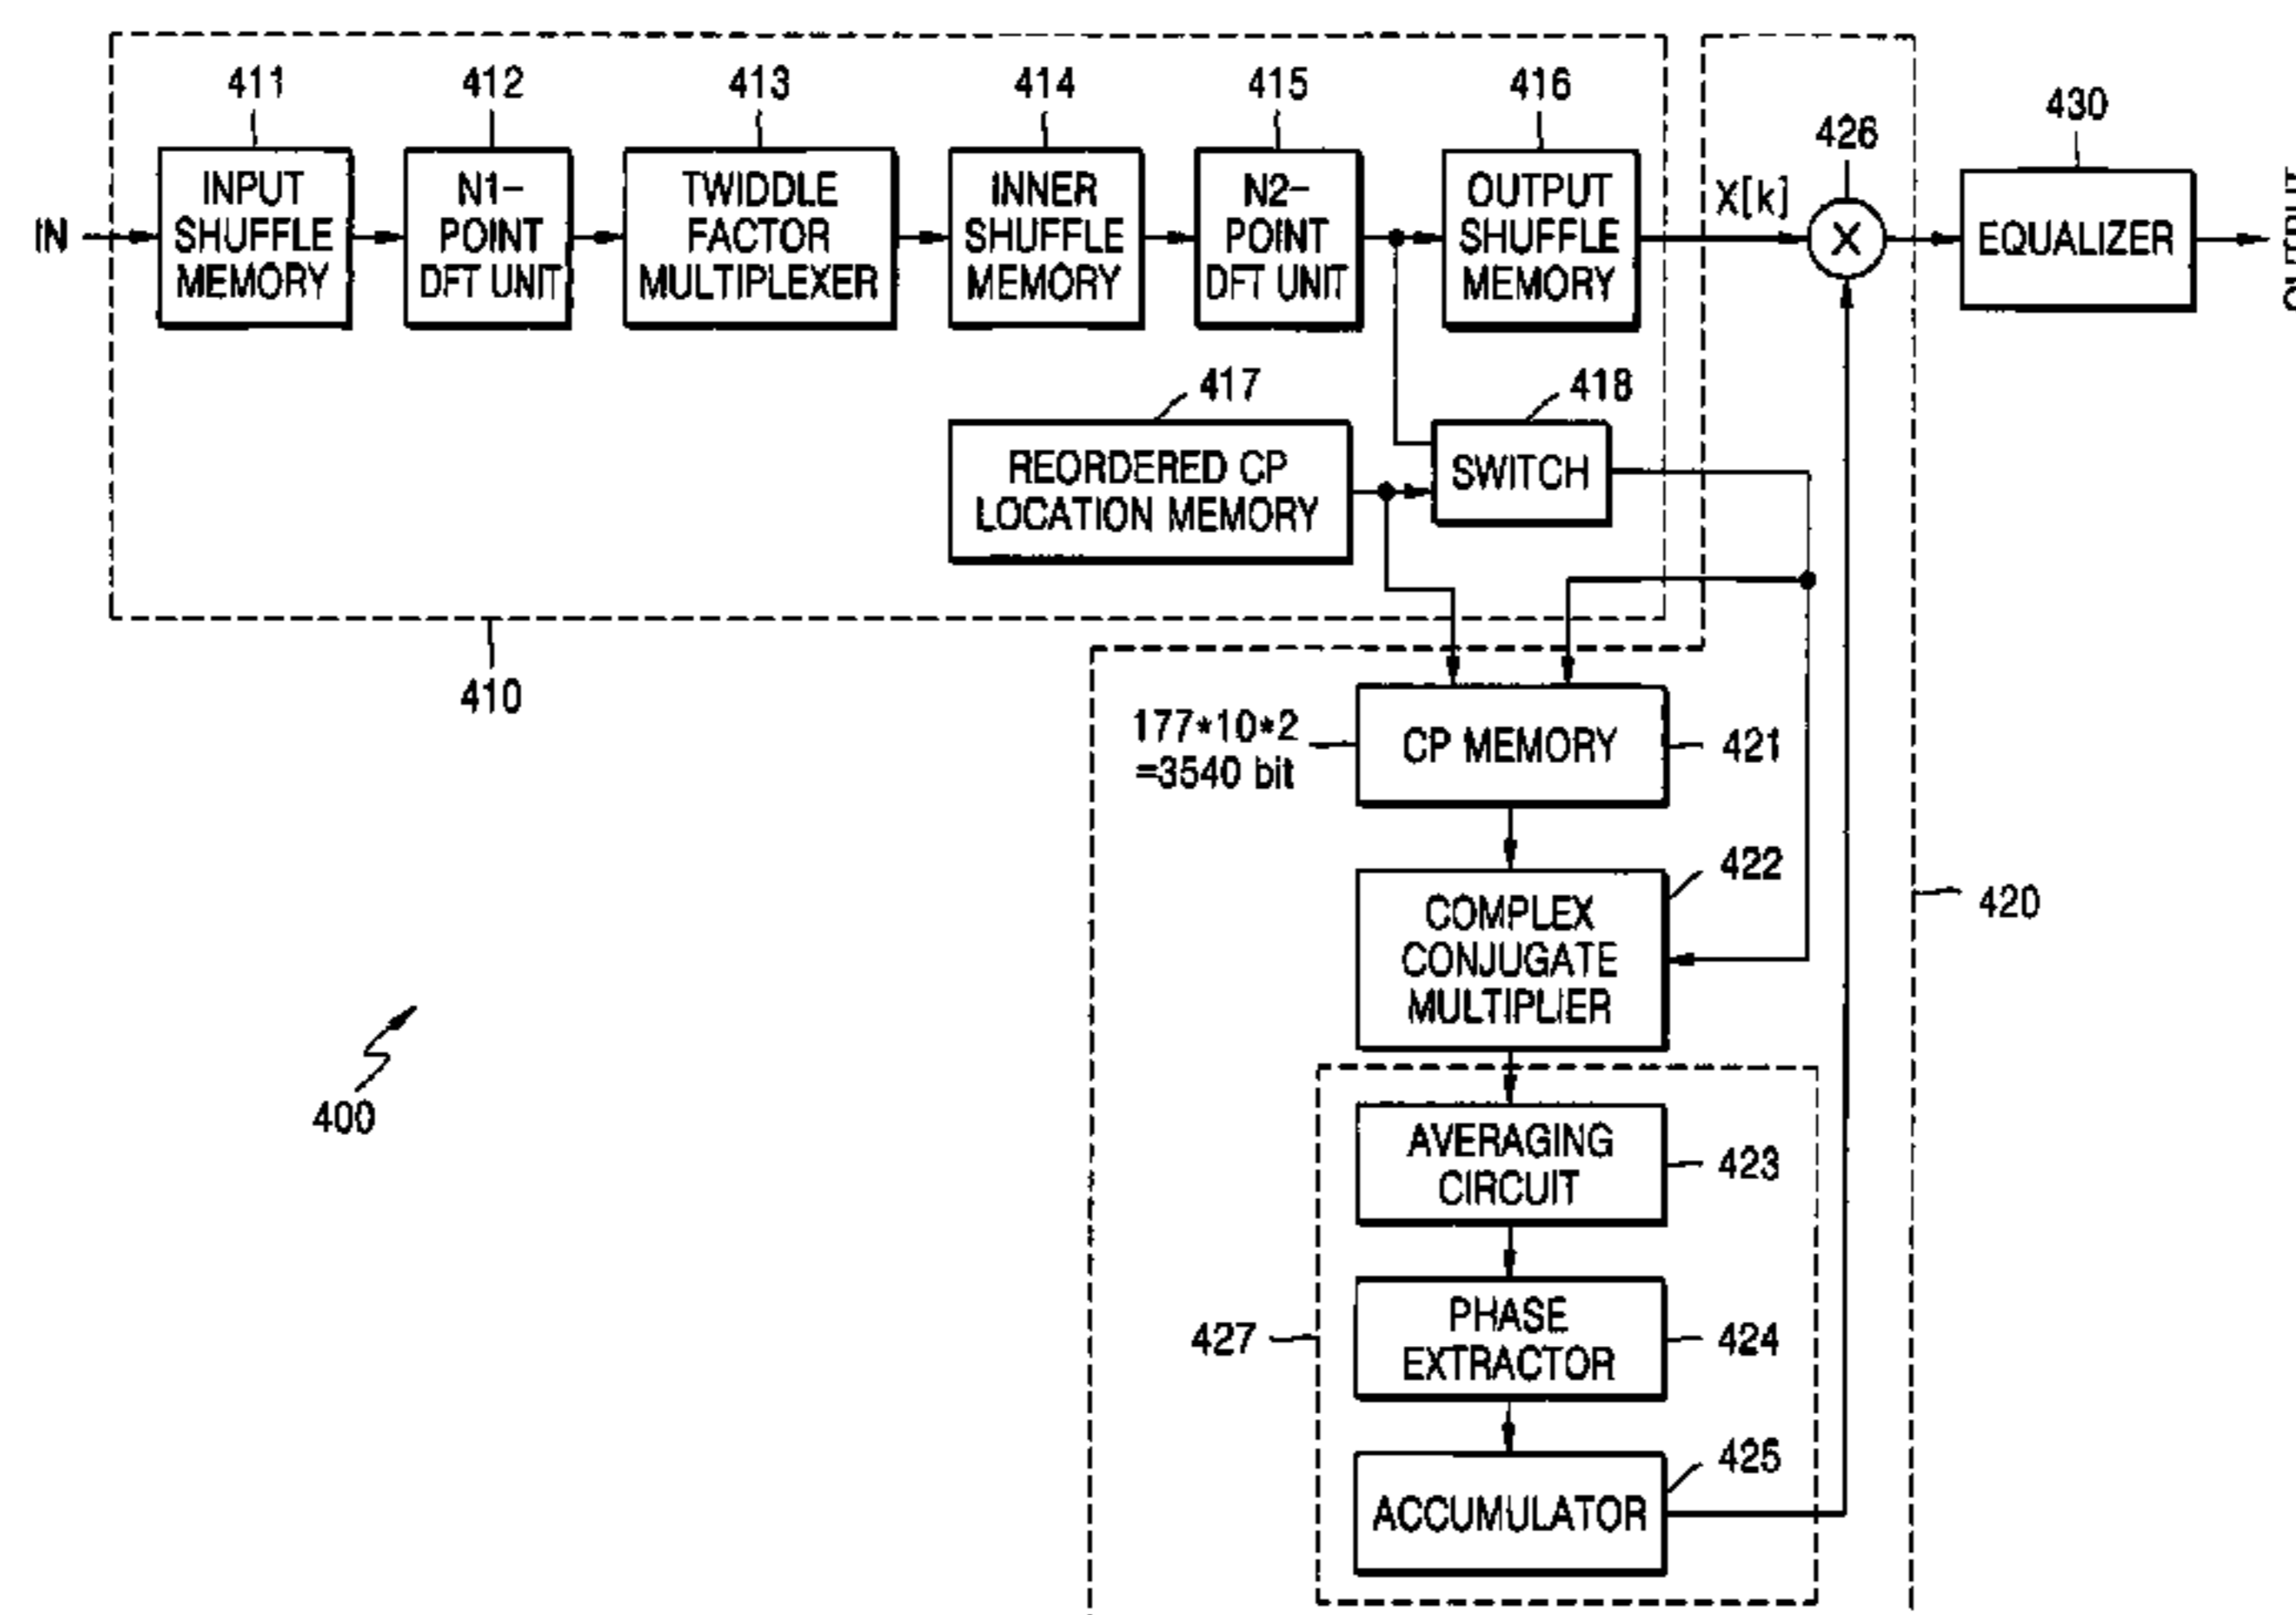 411
412
413
414
415
416
426
430
IN
INPUT
SHUFFLE
MEMORY
N1-
POINT
DFT UNIT
TWIDDLE
FACTOR
MULTIPLEXER
INNER
SHUFFLE
MEMORY
N2-
POINT
DFT UNIT
OUTPUT
SHUFFLE
MEMORY
X[k]
X
EQUALIZER
417
418
REORDERED CP
LOCATION MEMORY
SWITCH
410
177*10*2
=3540 bit
CP MEMORY
421
422
COMPLEX
CONJUGATE
MULTIPLIER
420
400
AVERAGING
CIRCUIT
423
427
PHASE
EXTRACTOR
424
425
ACCUMULATOR